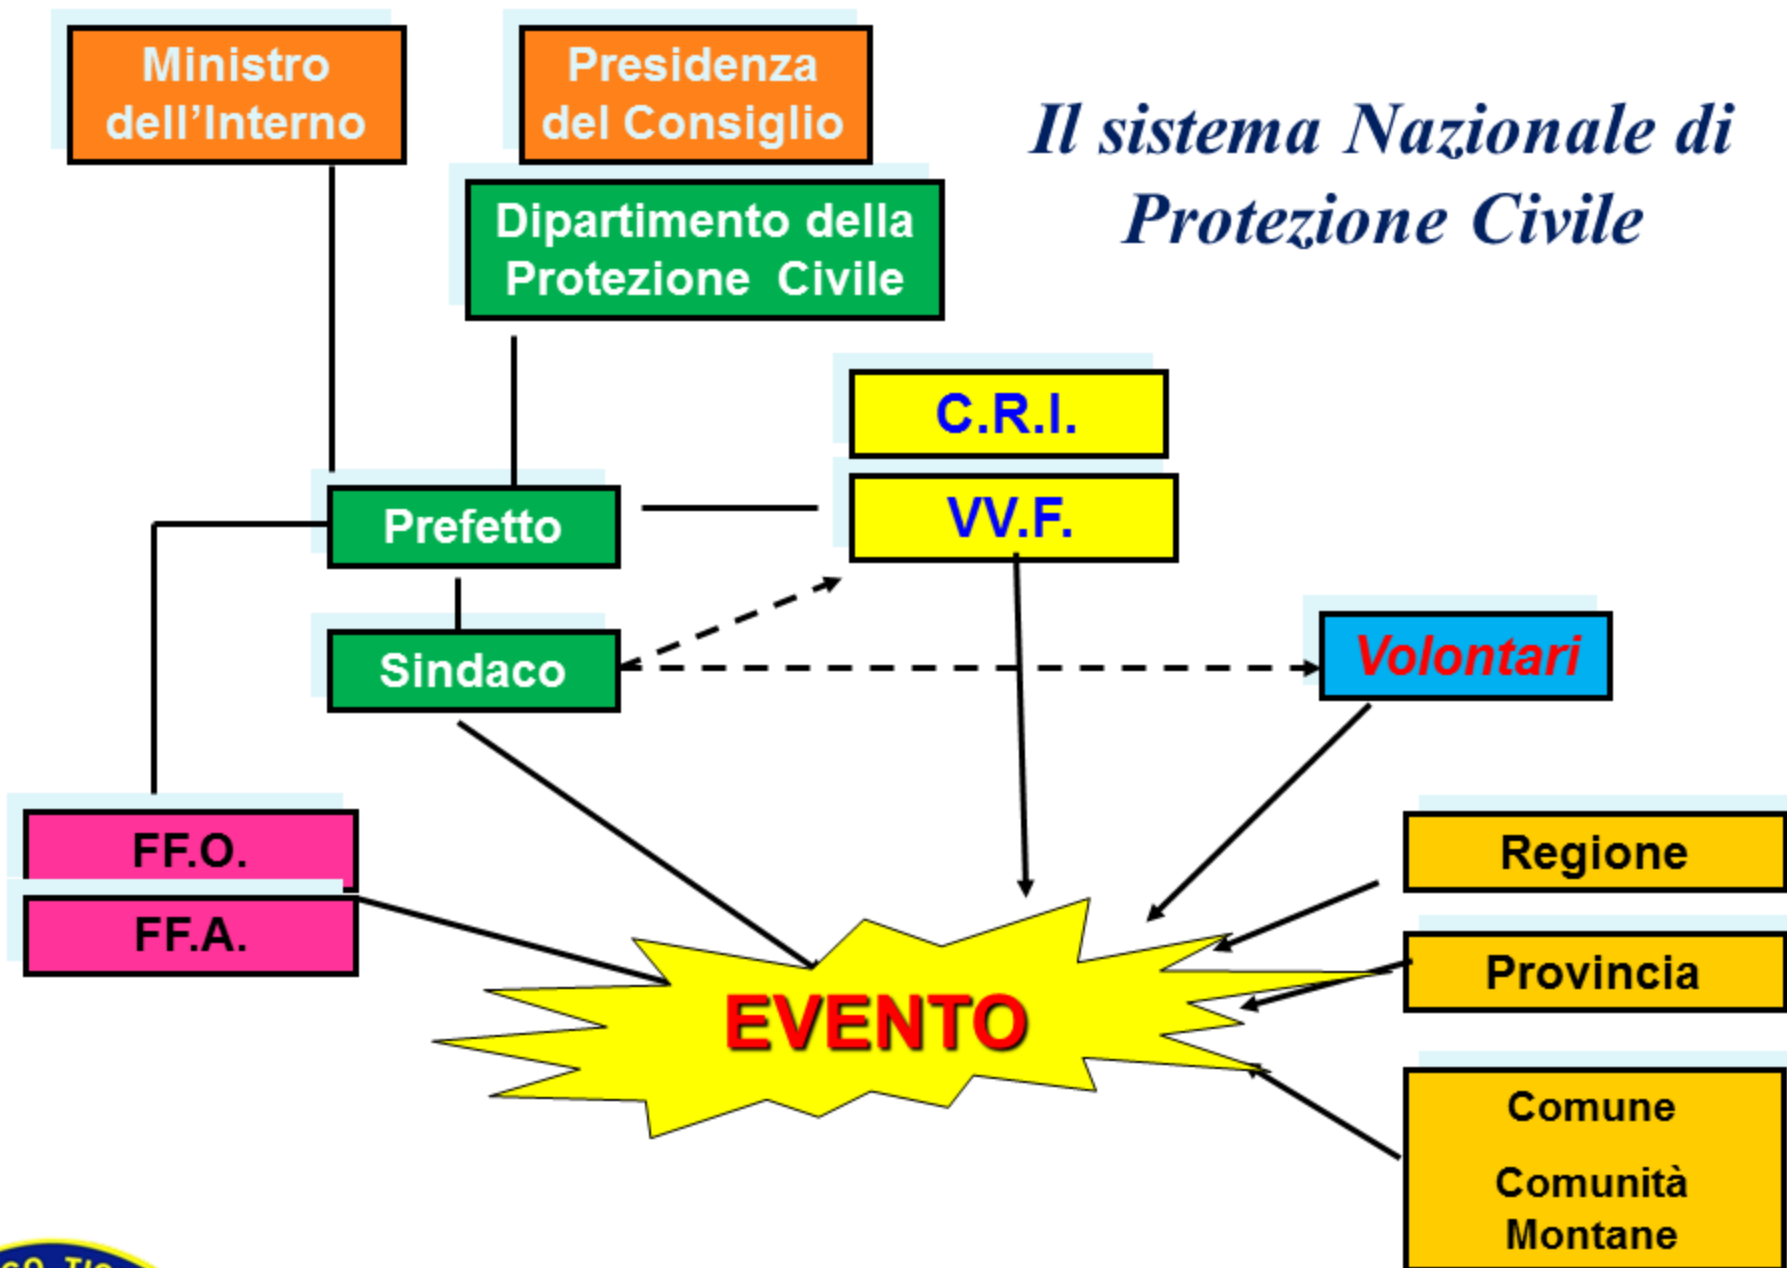 Ministro
dell’Interno
Presidenza
del Consiglio
Il sistema Nazionale di
Protezione Civile
Dipartimento della
Protezione Civile
C.R.I.
VV.F.
Prefetto
Sindaco
Volontari
FF.O.
FF.A.
Regione
Provincia
EVENTO
Comune
Comunità
Montane